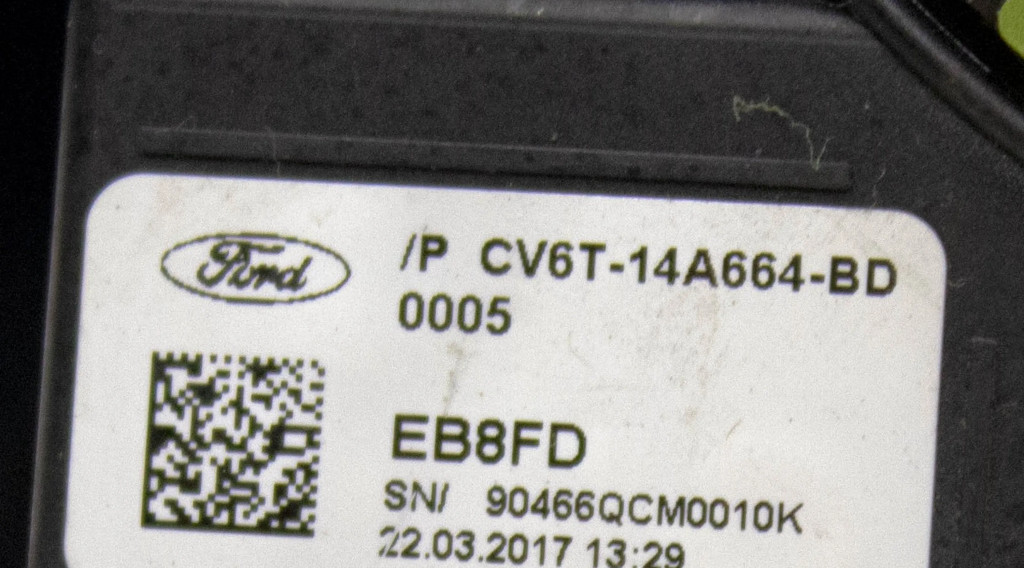 Ford
/P CV6T-14A664-BD
0005
EB8FD
SN/ 90466QCM0010K
22.03.2017 13:29